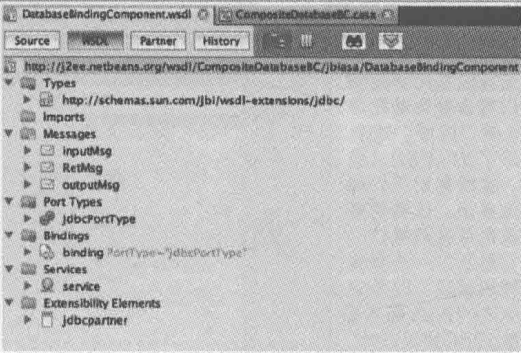 DatabaseBindingComponent.wsdl CompositeDatabaseBC.casa
Source WSDL Partner History
http://j2ee.netbeans.org/wsdl/CompositeDatabaseBC/jbiasa/DatabaseBindingComponent
Types
http://schemas.sun.com/jbi/wsdl-extensions/jdbc/
Imports
Messages
inputMsg
RetMsg
outputMsg
Port Types
jdbcPortType
Bindings
binding PortType="jdbcPortType"
Services
service
Extensibility Elements
jdbcpartner